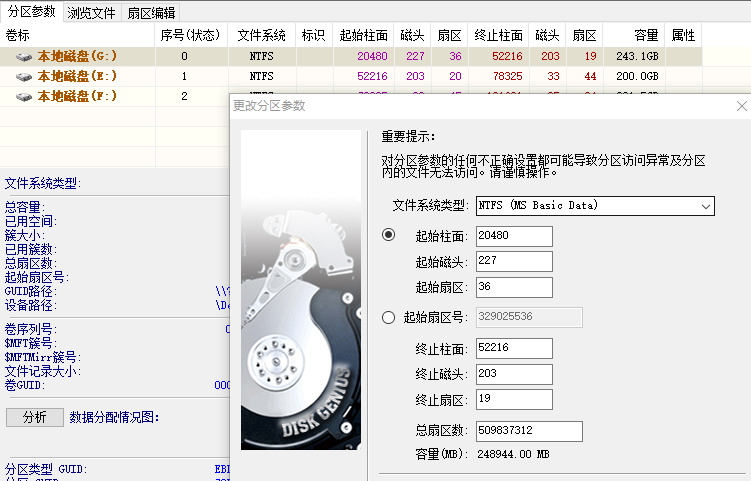 分区参数 浏览文件 扇区编辑
卷标 序号(状态) 文件系统 标识 起始柱面 磁头 扇区 终止柱面 磁头 扇区 容量 属性
本地磁盘(G:) 0 NTFS 20480 227 36 52216 203 19 243.1GB
本地磁盘(E:) 1 NTFS 52216 203 20 78325 33 44 200.0GB
本地磁盘(F:) 2
更改分区参数
重要提示:
对分区参数的任何不正确设置都可能导致分区访问异常及分区
内的文件无法访问。请谨慎操作。
文件系统类型: NTFS (MS Basic Data)
起始柱面: 20480
起始磁头: 227
起始扇区: 36
起始扇区号: 329025536
终止柱面: 52216
终止磁头: 203
终止扇区: 19
总扇区数: 509837312
容量(MB): 248944.00 MB
DISK GENIUS
文件系统类型:
总容量:
已用空间:
簇大小:
已用簇数:
总扇区数:
起始扇区号:
GUID路径: \\?
设备路径: \De
卷序列号:
$MFT簇号:
$MFTMirr簇号:
文件记录大小:
卷GUID: 000
分析 数据分配情况图:
分区类型 GUID: EBI